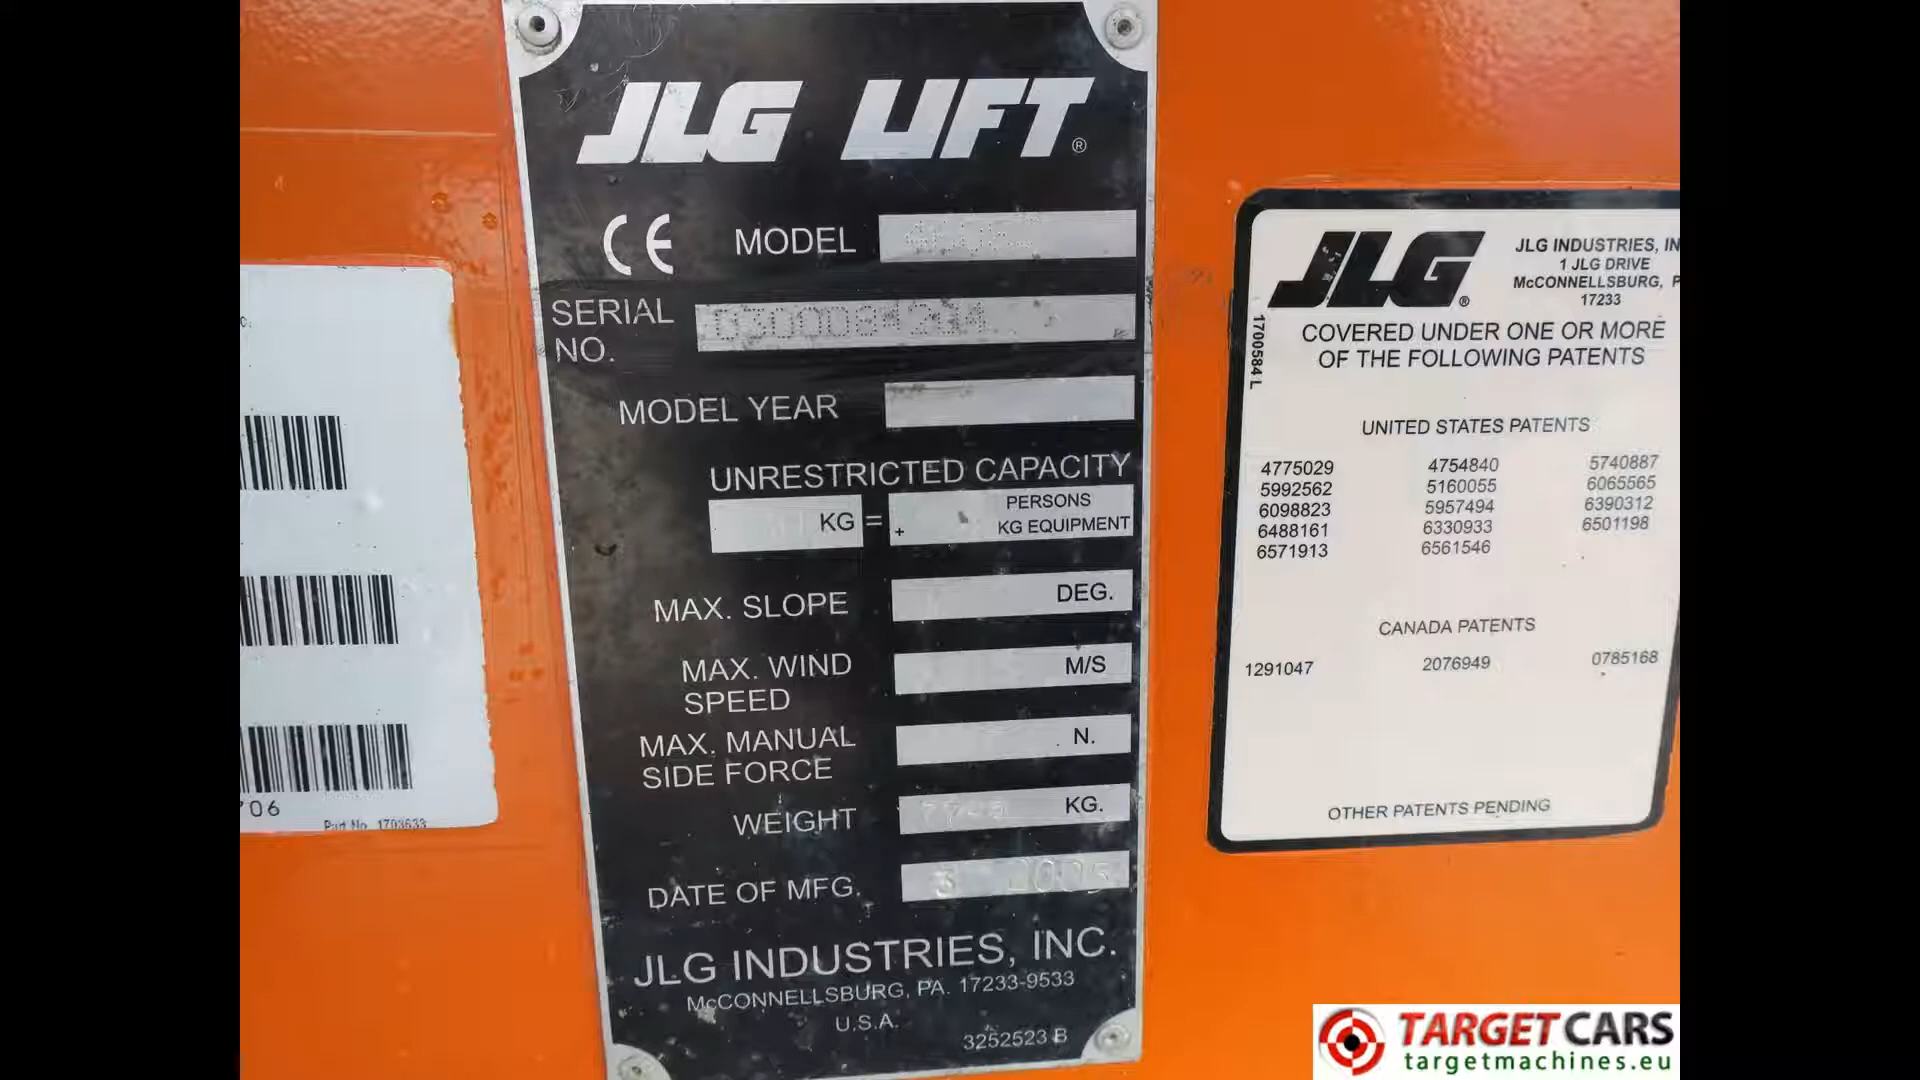 JLG LIFT®
CE MODEL
SERIAL
NO.
MODEL YEAR
UNRESTRICTED CAPACITY
KG = PERSONS
+ KG EQUIPMENT
MAX. SLOPE DEG.
MAX. WIND
SPEED M/S
MAX. MANUAL
SIDE FORCE N.
WEIGHT KG.
DATE OF MFG. 3 2005
JLG INDUSTRIES, INC.
McCONNELLSBURG, PA. 17233-9533
U.S.A.
3252523 B
C.
06
Part No. 1703633
JLG®
JLG INDUSTRIES, IN
1 JLG DRIVE
McCONNELLSBURG, P
17233
1700584 L
COVERED UNDER ONE OR MORE
OF THE FOLLOWING PATENTS
UNITED STATES PATENTS
4775029 4754840 5740887
5992562 5160055 6065565
6098823 5957494 6390312
6488161 6330933 6501198
6571913 6561546
CANADA PATENTS
1291047 2076949 0785168
OTHER PATENTS PENDING
TARGETCARS
targetmachines.eu